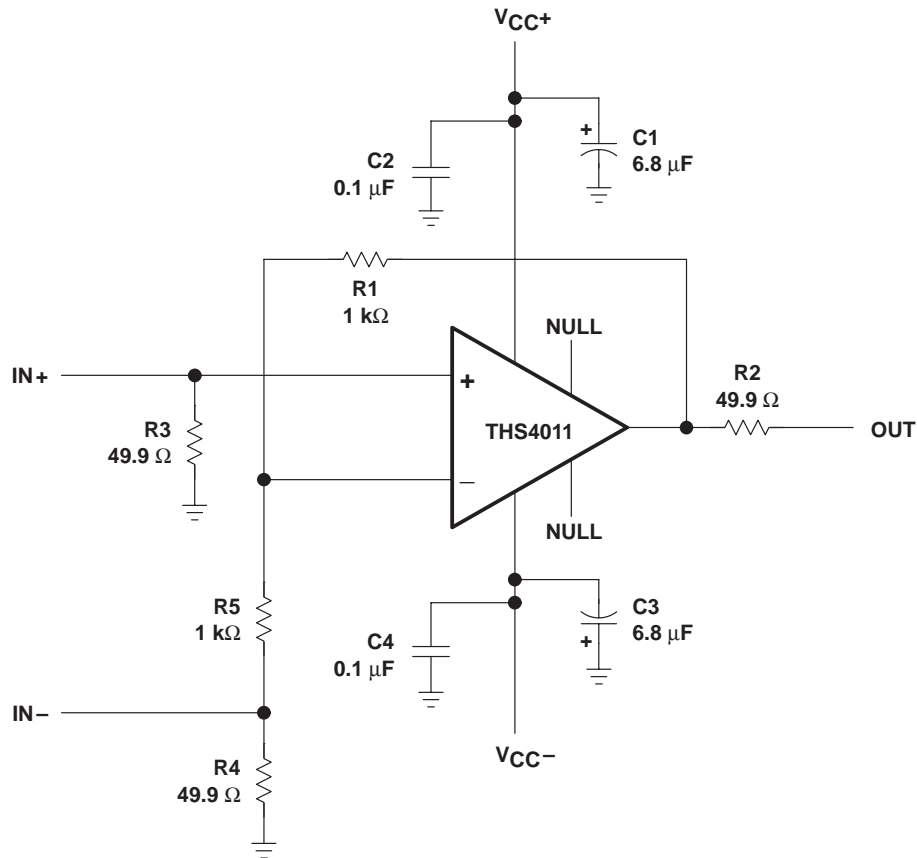 VCC+
C2
0.1 μF
+
C1
6.8 μF
R1
1 kΩ
NULL
IN+
+
R2
49.9 Ω
R3
49.9 Ω
THS4011
OUT
−
NULL
R5
1 kΩ
C4
0.1 μF
C3
6.8 μF
+
IN−
VCC−
R4
49.9 Ω